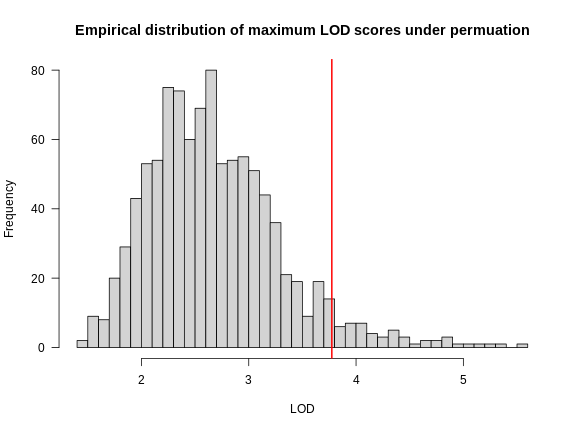 Empirical distribution of maximum LOD scores under permuation
Frequency
80
60
40
20
0
2 3 4 5
LOD